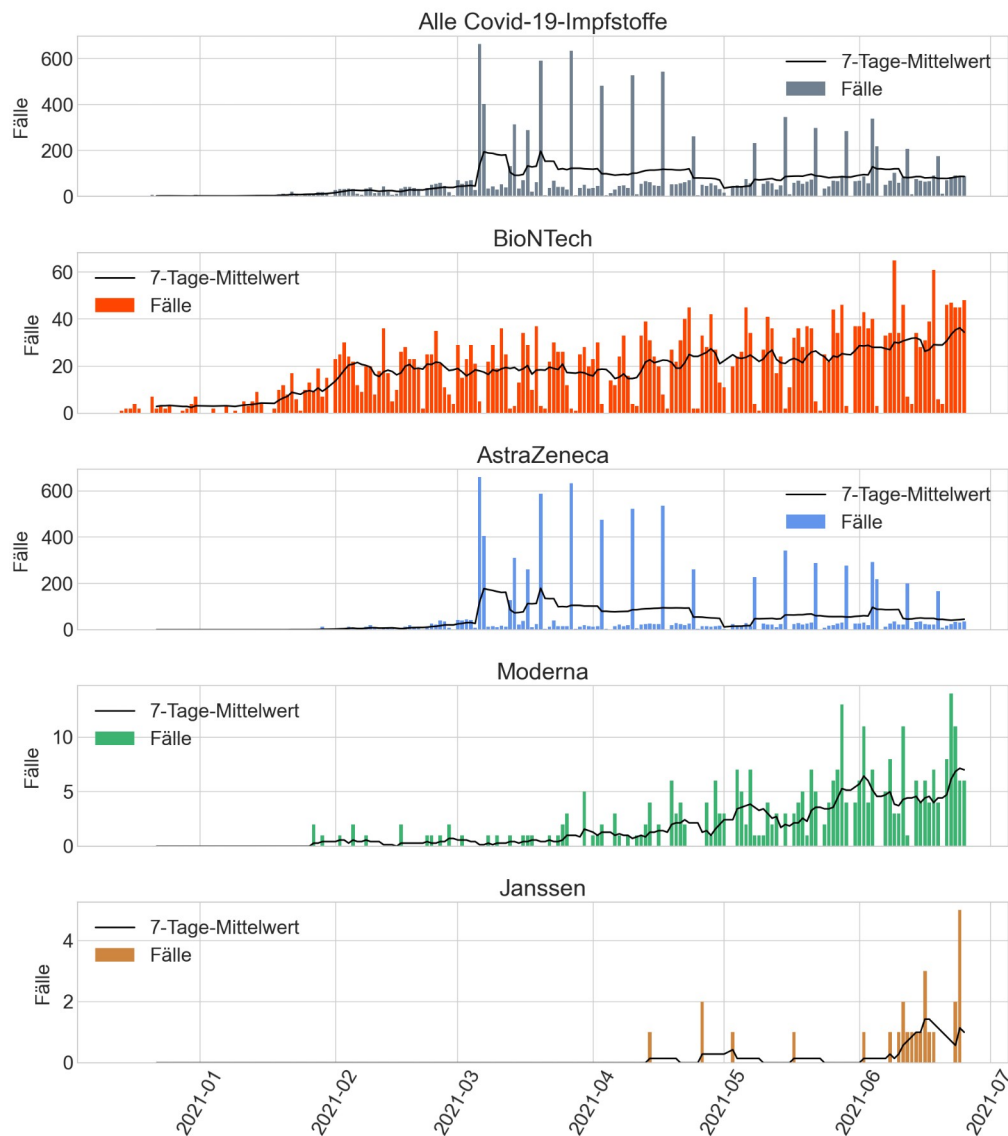 Alle Covid-19-Impfstoffe
600
400
200
0
Fälle
7-Tage-Mittelwert
Fälle
BioNTech
60
40
20
0
Fälle
7-Tage-Mittelwert
Fälle
AstraZeneca
600
400
200
0
Fälle
7-Tage-Mittelwert
Fälle
Moderna
10
5
0
Fälle
7-Tage-Mittelwert
Fälle
Janssen
4
2
0
Fälle
7-Tage-Mittelwert
Fälle
2021-01
2021-02
2021-03
2021-04
2021-05
2021-06
2021-07